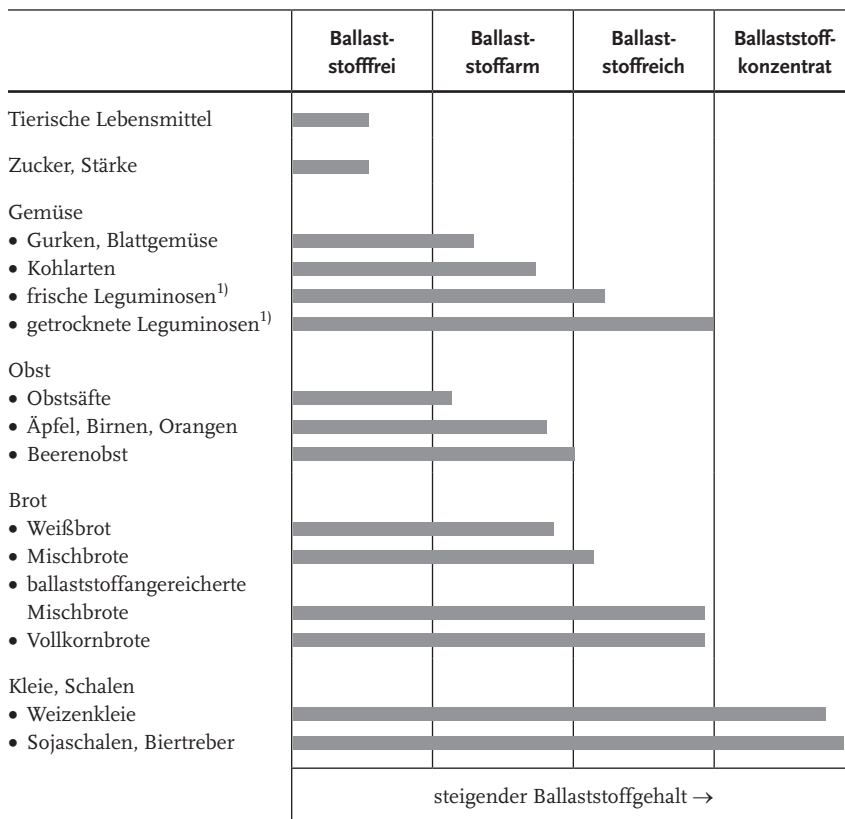 Ballast-
stofffrei
Ballast-
stoffarm
Ballast-
stoffreich
Ballaststoff-
konzentrat
Tierische Lebensmittel
Zucker, Stärke
Gemüse
• Gurken, Blattgemüse
• Kohlarten
• frische Leguminosen¹⁾
• getrocknete Leguminosen¹⁾
Obst
• Obstsäfte
• Äpfel, Birnen, Orangen
• Beerenobst
Brot
• Weißbrot
• Mischbrote
• ballaststoffangereicherte
Mischbrote
• Vollkornbrote
Kleie, Schalen
• Weizenkleie
• Sojaschalen, Biertreber
steigender Ballaststoffgehalt →